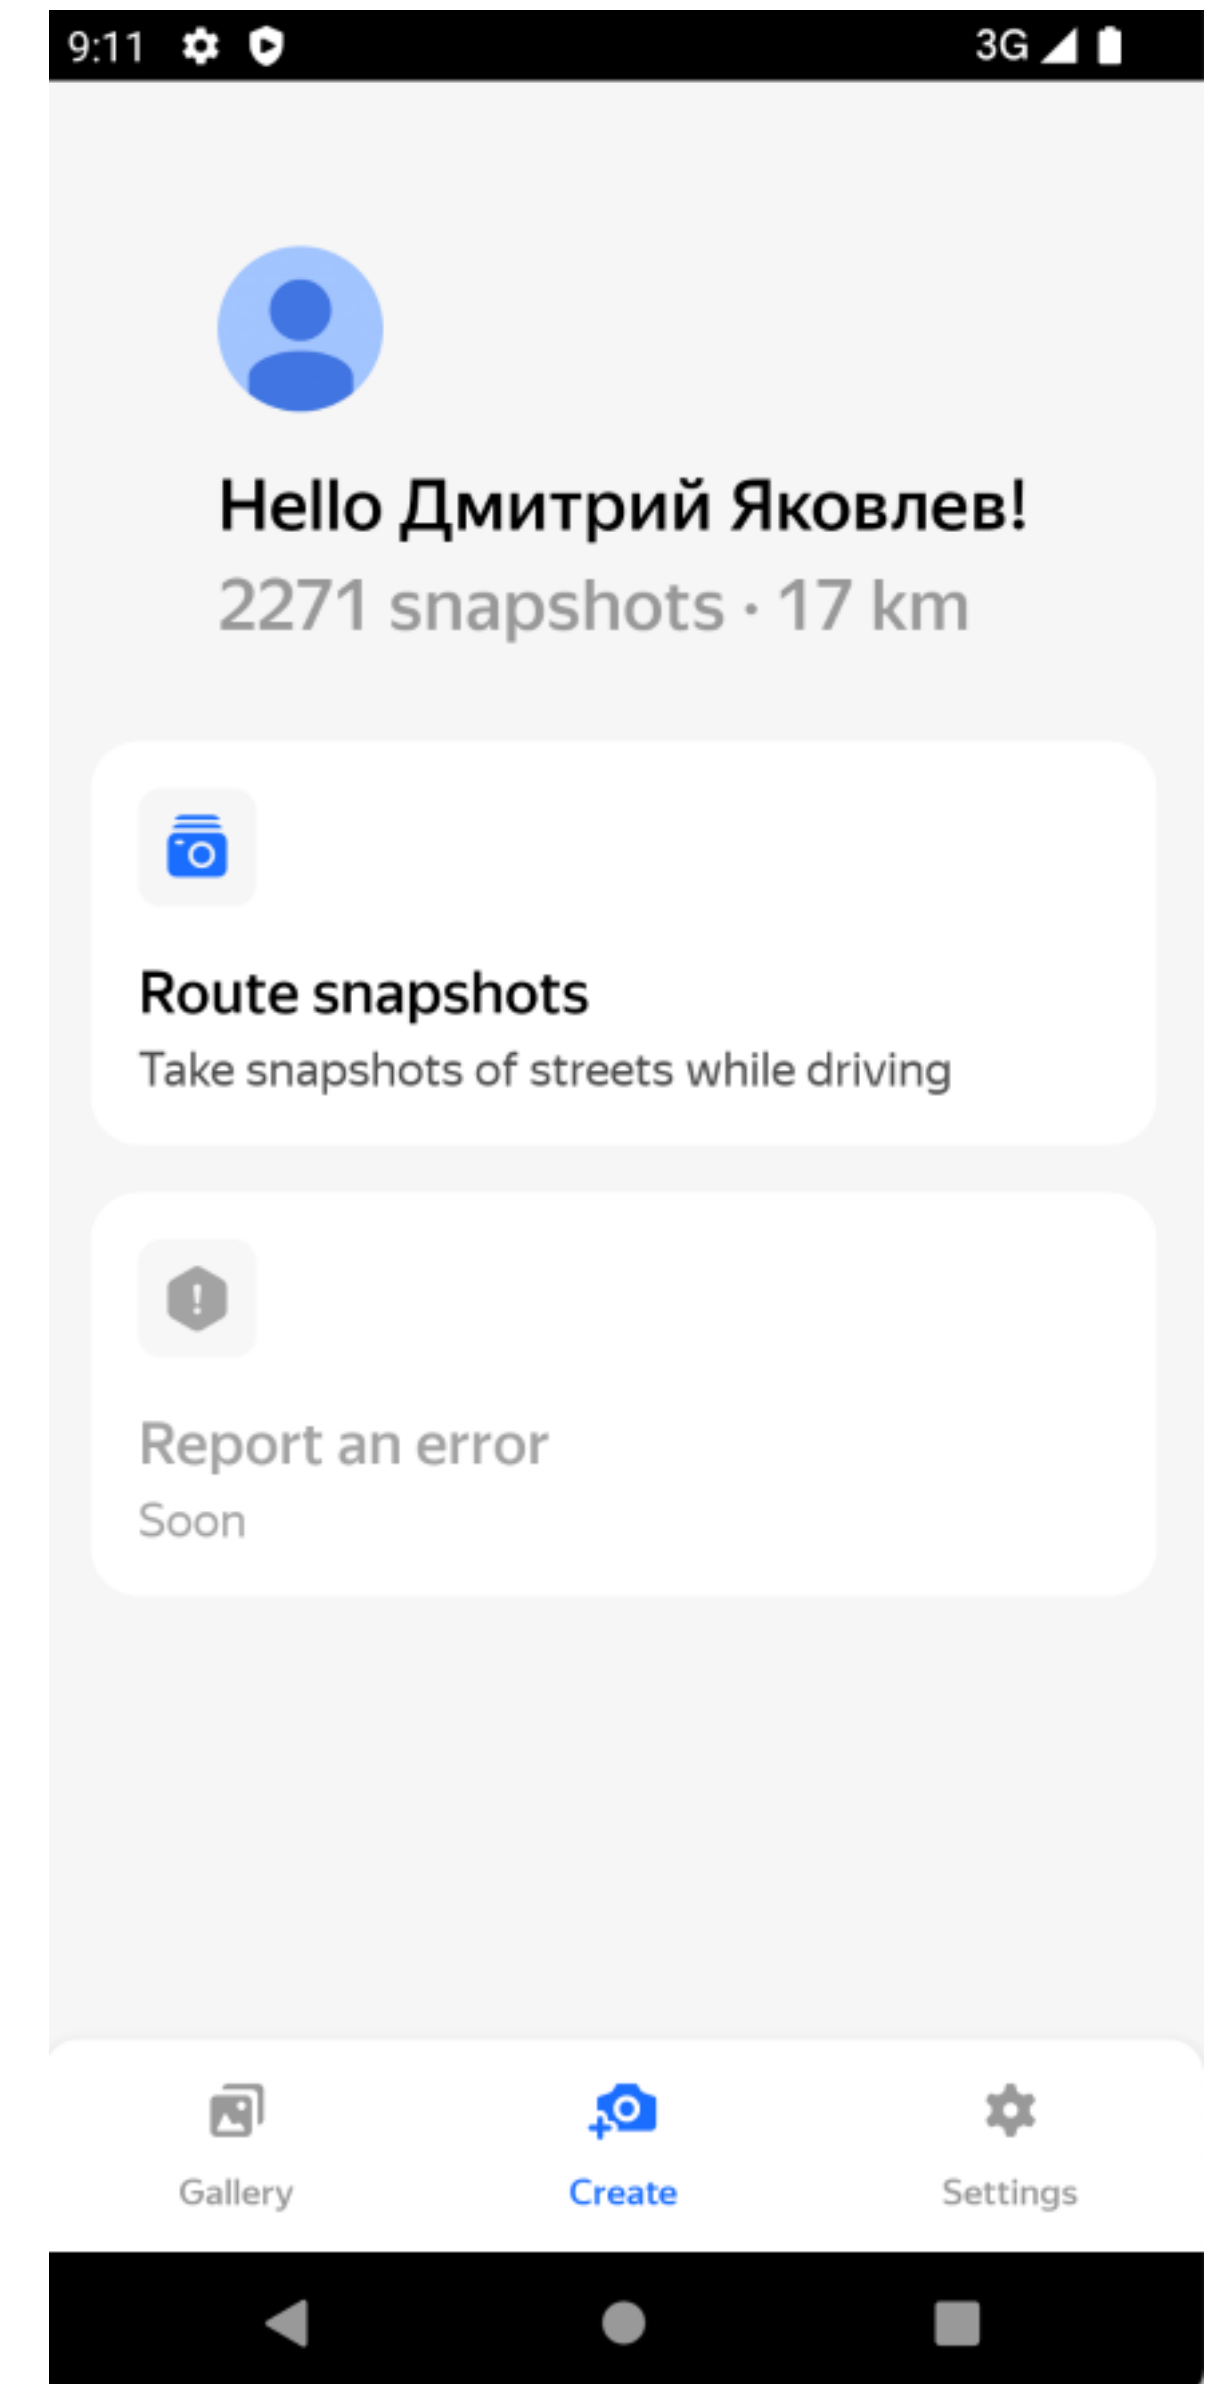 9:11 3G
Hello Дмитрий Яковлев!
2271 snapshots · 17 km
Route snapshots
Take snapshots of streets while driving
Report an error
Soon
Gallery Create Settings